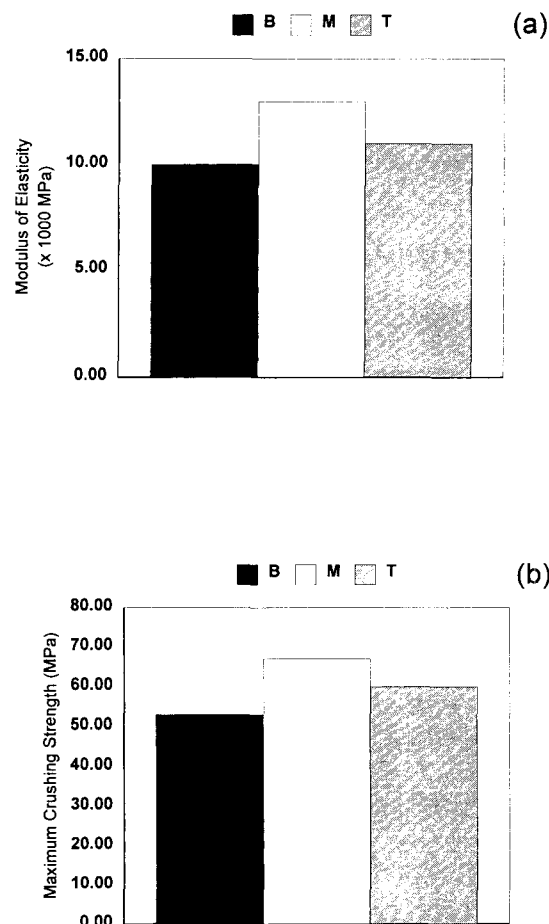 (a)
B M T
15.00
10.00
5.00
0.00
Modulus of Elasticity
(x 1000 MPa)
(b)
B M T
80.00
70.00
60.00
50.00
40.00
30.00
20.00
10.00
0.00
Maximum Crushing Strength (MPa)